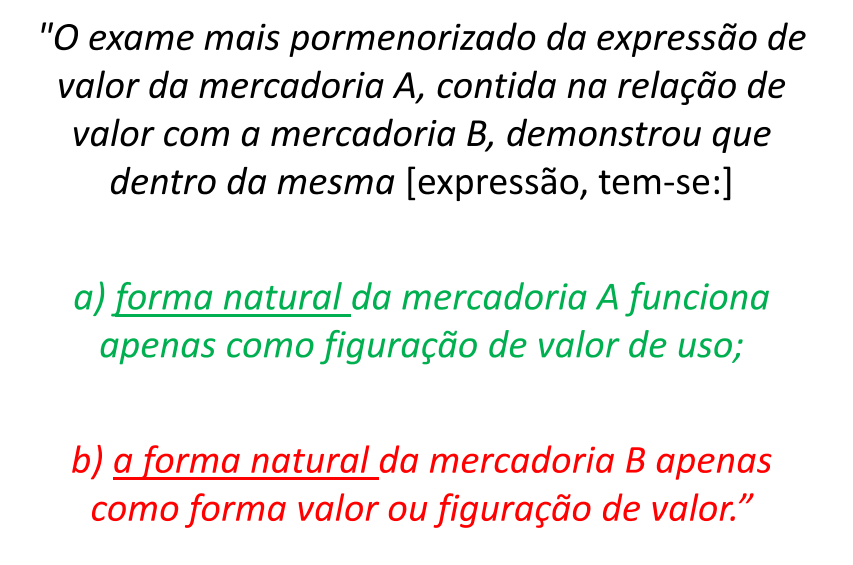 "O exame mais pormenorizado da expressão de
valor da mercadoria A, contida na relação de
valor com a mercadoria B, demonstrou que
dentro da mesma [expressão, tem-se:]
a) forma natural da mercadoria A funciona
apenas como figuração de valor de uso;
b) a forma natural da mercadoria B apenas
como forma valor ou figuração de valor.”